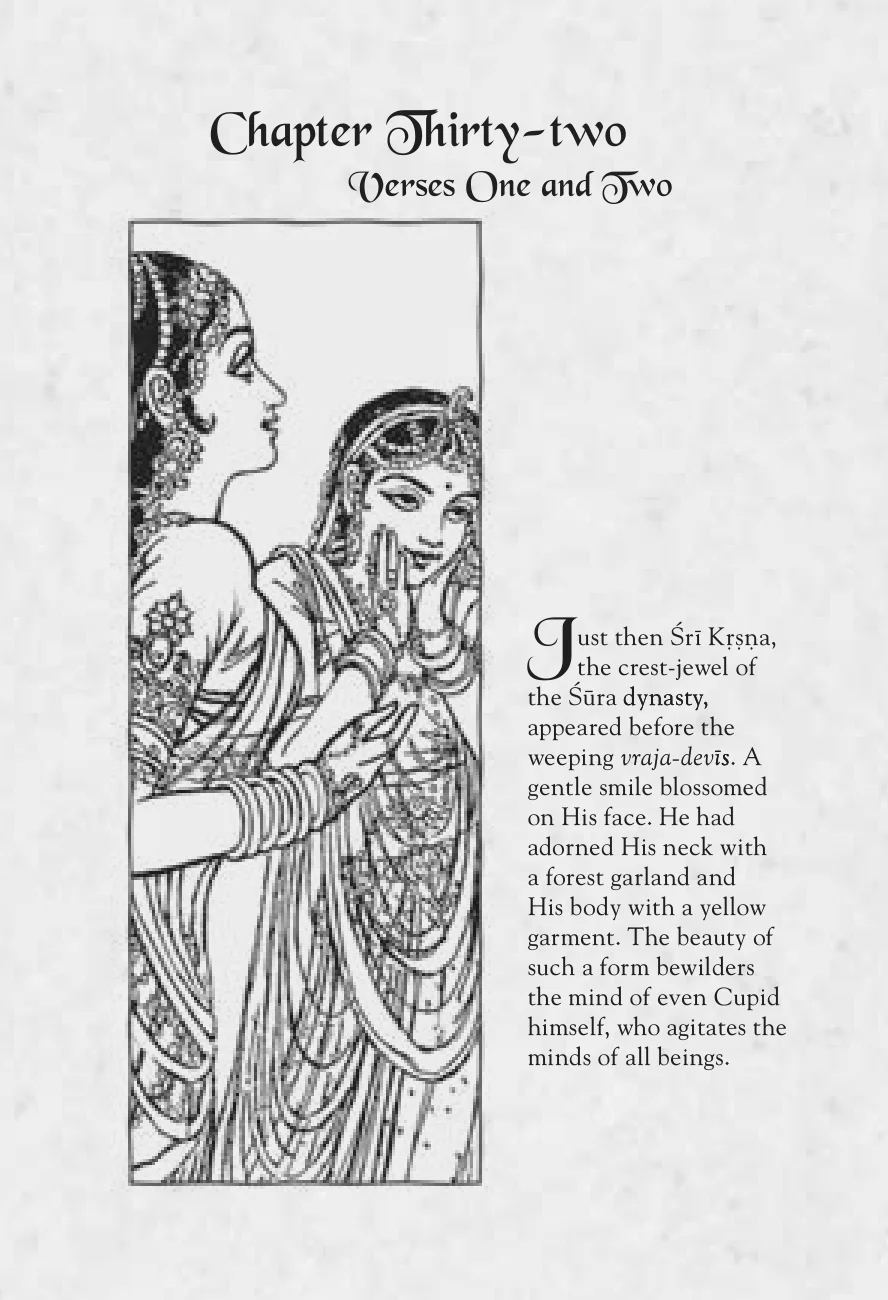 Chapter Thirty-two
Verses One and Two
Just then Śrī Kṛṣṇa,
the crest-jewel of
the Śūra dynasty,
appeared before the
weeping vraja-devīs. A
gentle smile blossomed
on His face. He had
adorned His neck with
a forest garland and
His body with a yellow
garment. The beauty of
such a form bewilders
the mind of even Cupid
himself, who agitates the
minds of all beings.